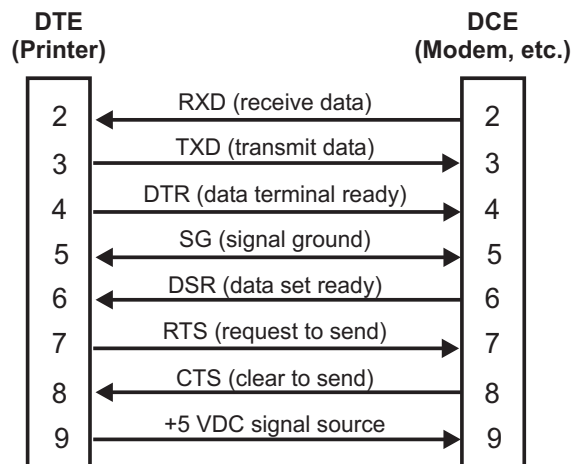 DTE DCE
(Printer) (Modem, etc.)
2 RXD (receive data) 2
3 TXD (transmit data) 3
4 DTR (data terminal ready) 4
5 SG (signal ground) 5
6 DSR (data set ready) 6
7 RTS (request to send) 7
8 CTS (clear to send) 8
9 +5 VDC signal source 9